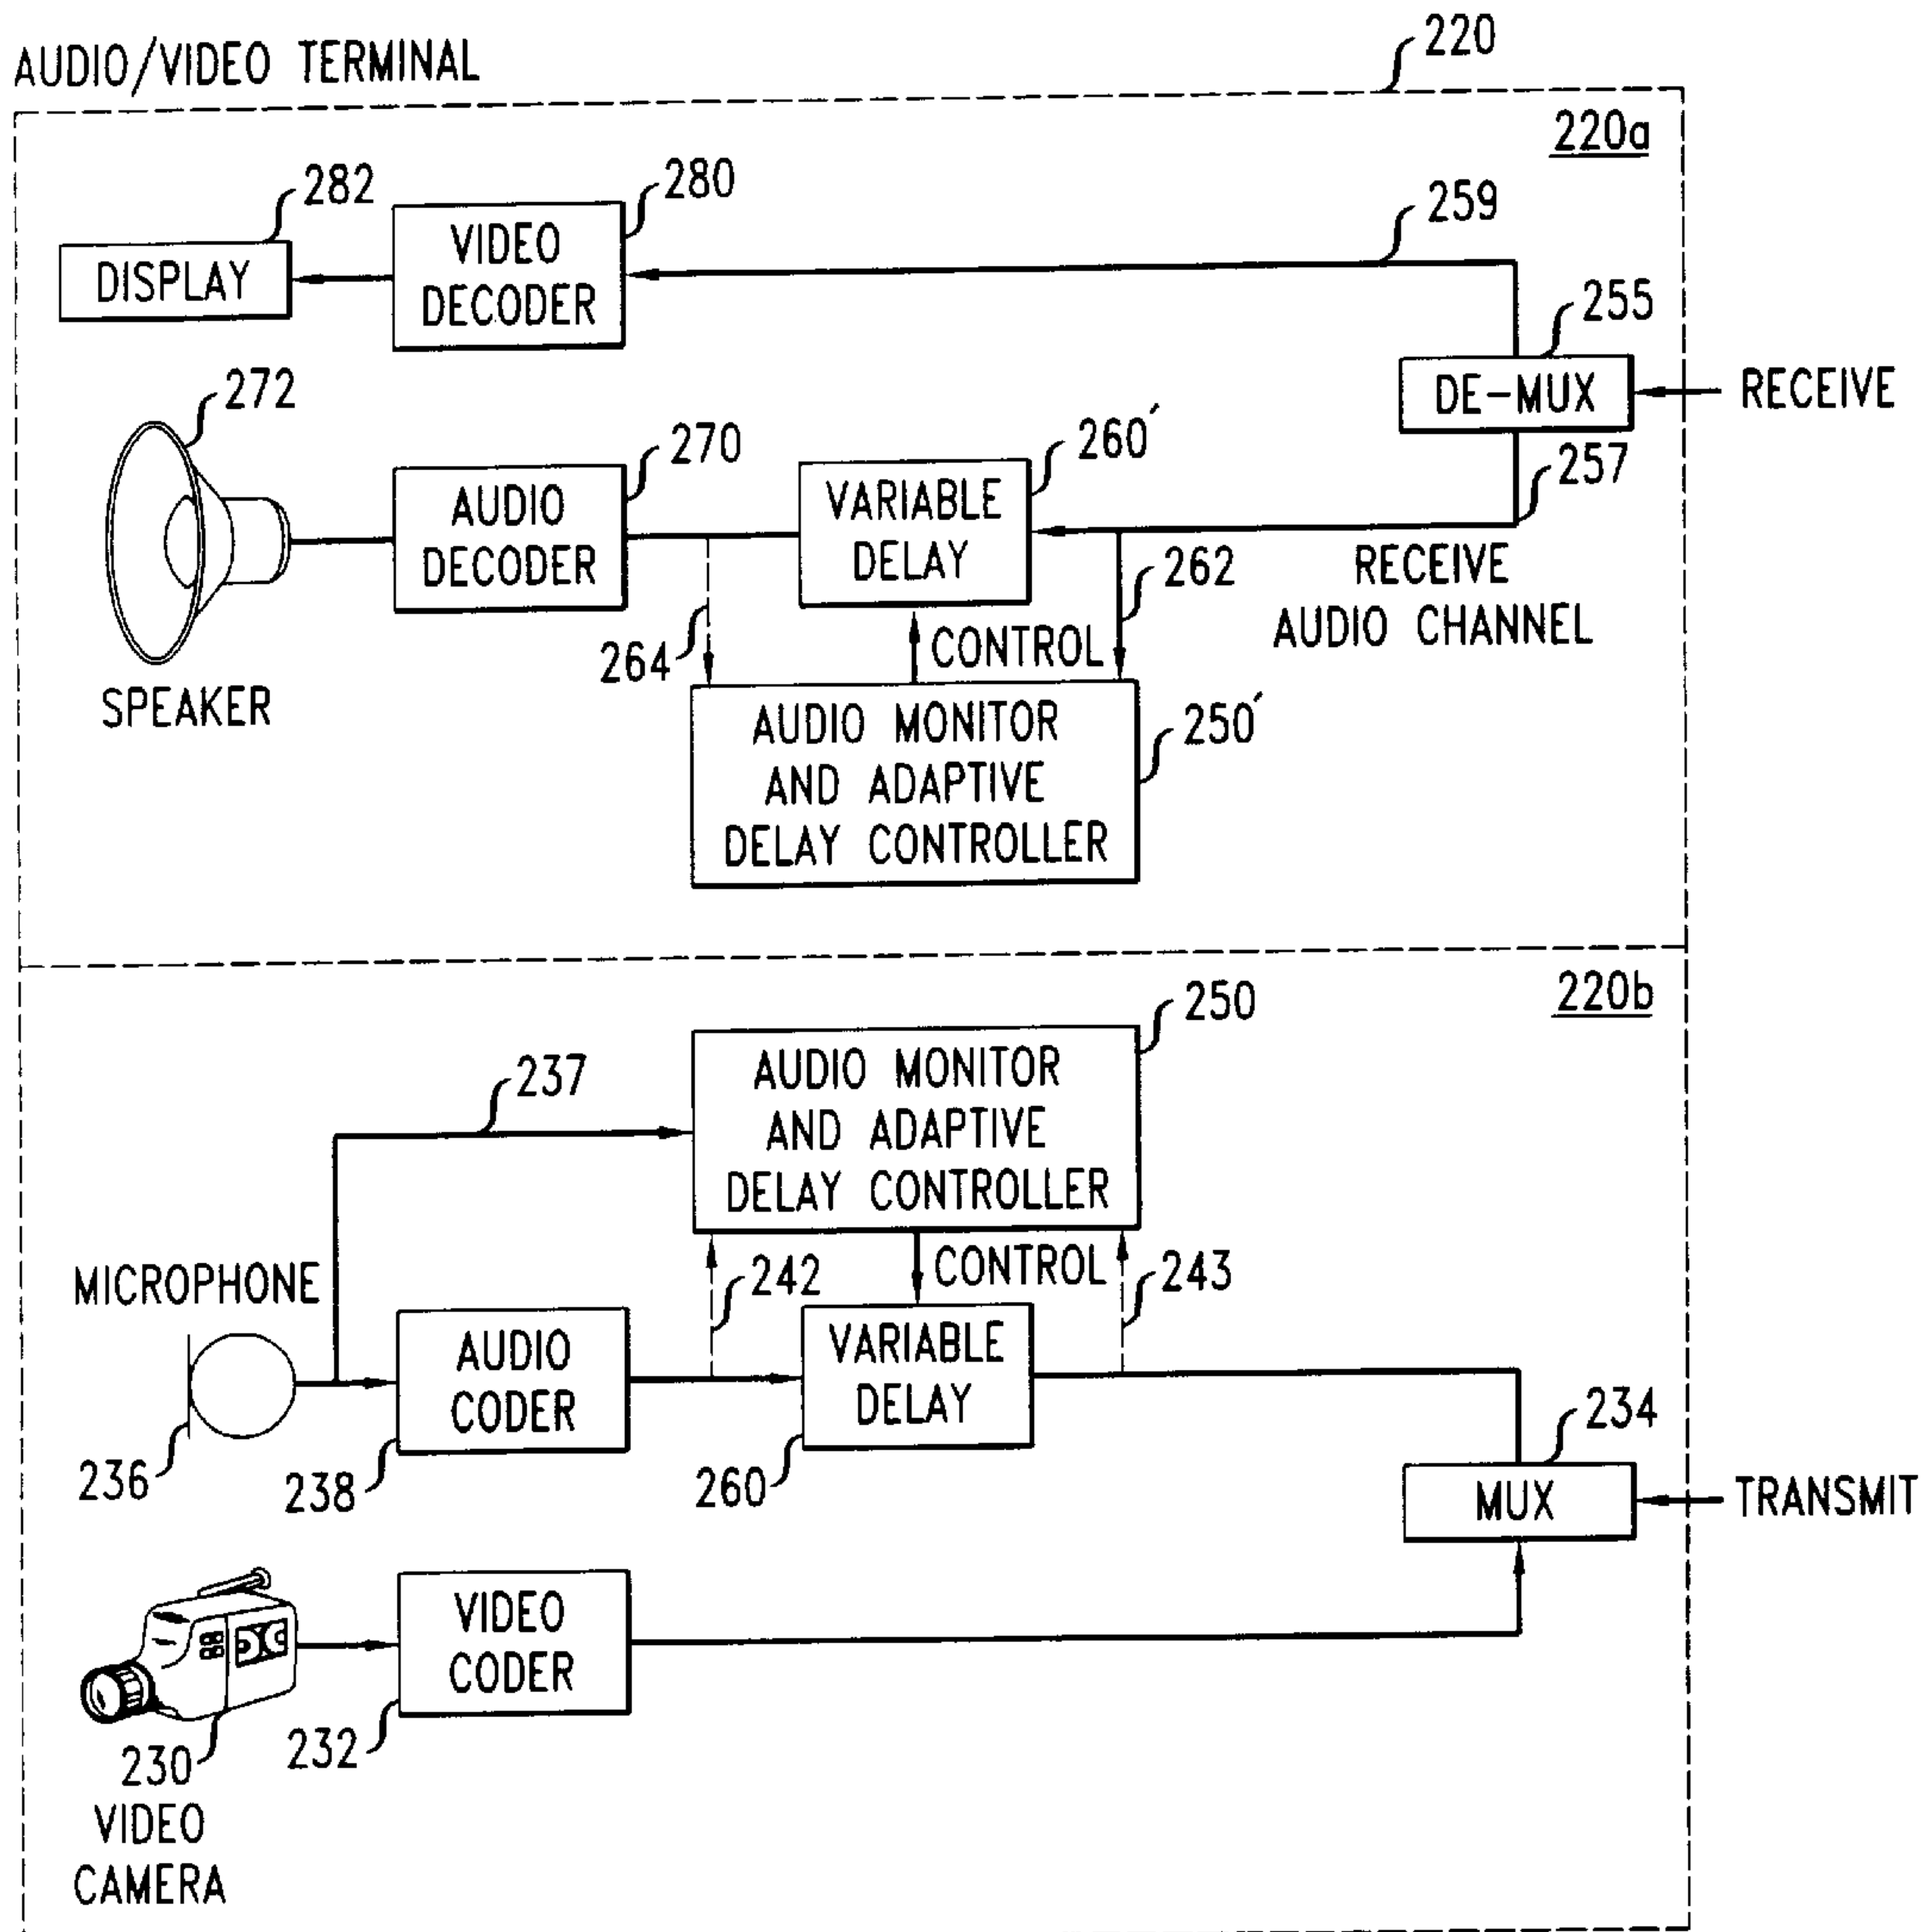 AUDIO/VIDEO TERMINAL
220
220a
282
280
259
DISPLAY
VIDEO
DECODER
255
DE-MUX
RECEIVE
272
270
260′
257
AUDIO
DECODER
VARIABLE
DELAY
262
RECEIVE
AUDIO CHANNEL
264
CONTROL
SPEAKER
AUDIO MONITOR
AND ADAPTIVE
DELAY CONTROLLER
250′
220b
250
237
AUDIO MONITOR
AND ADAPTIVE
DELAY CONTROLLER
MICROPHONE
242
CONTROL
243
AUDIO
CODER
VARIABLE
DELAY
234
236
238
260
MUX
TRANSMIT
VIDEO
CODER
230
232
VIDEO
CAMERA